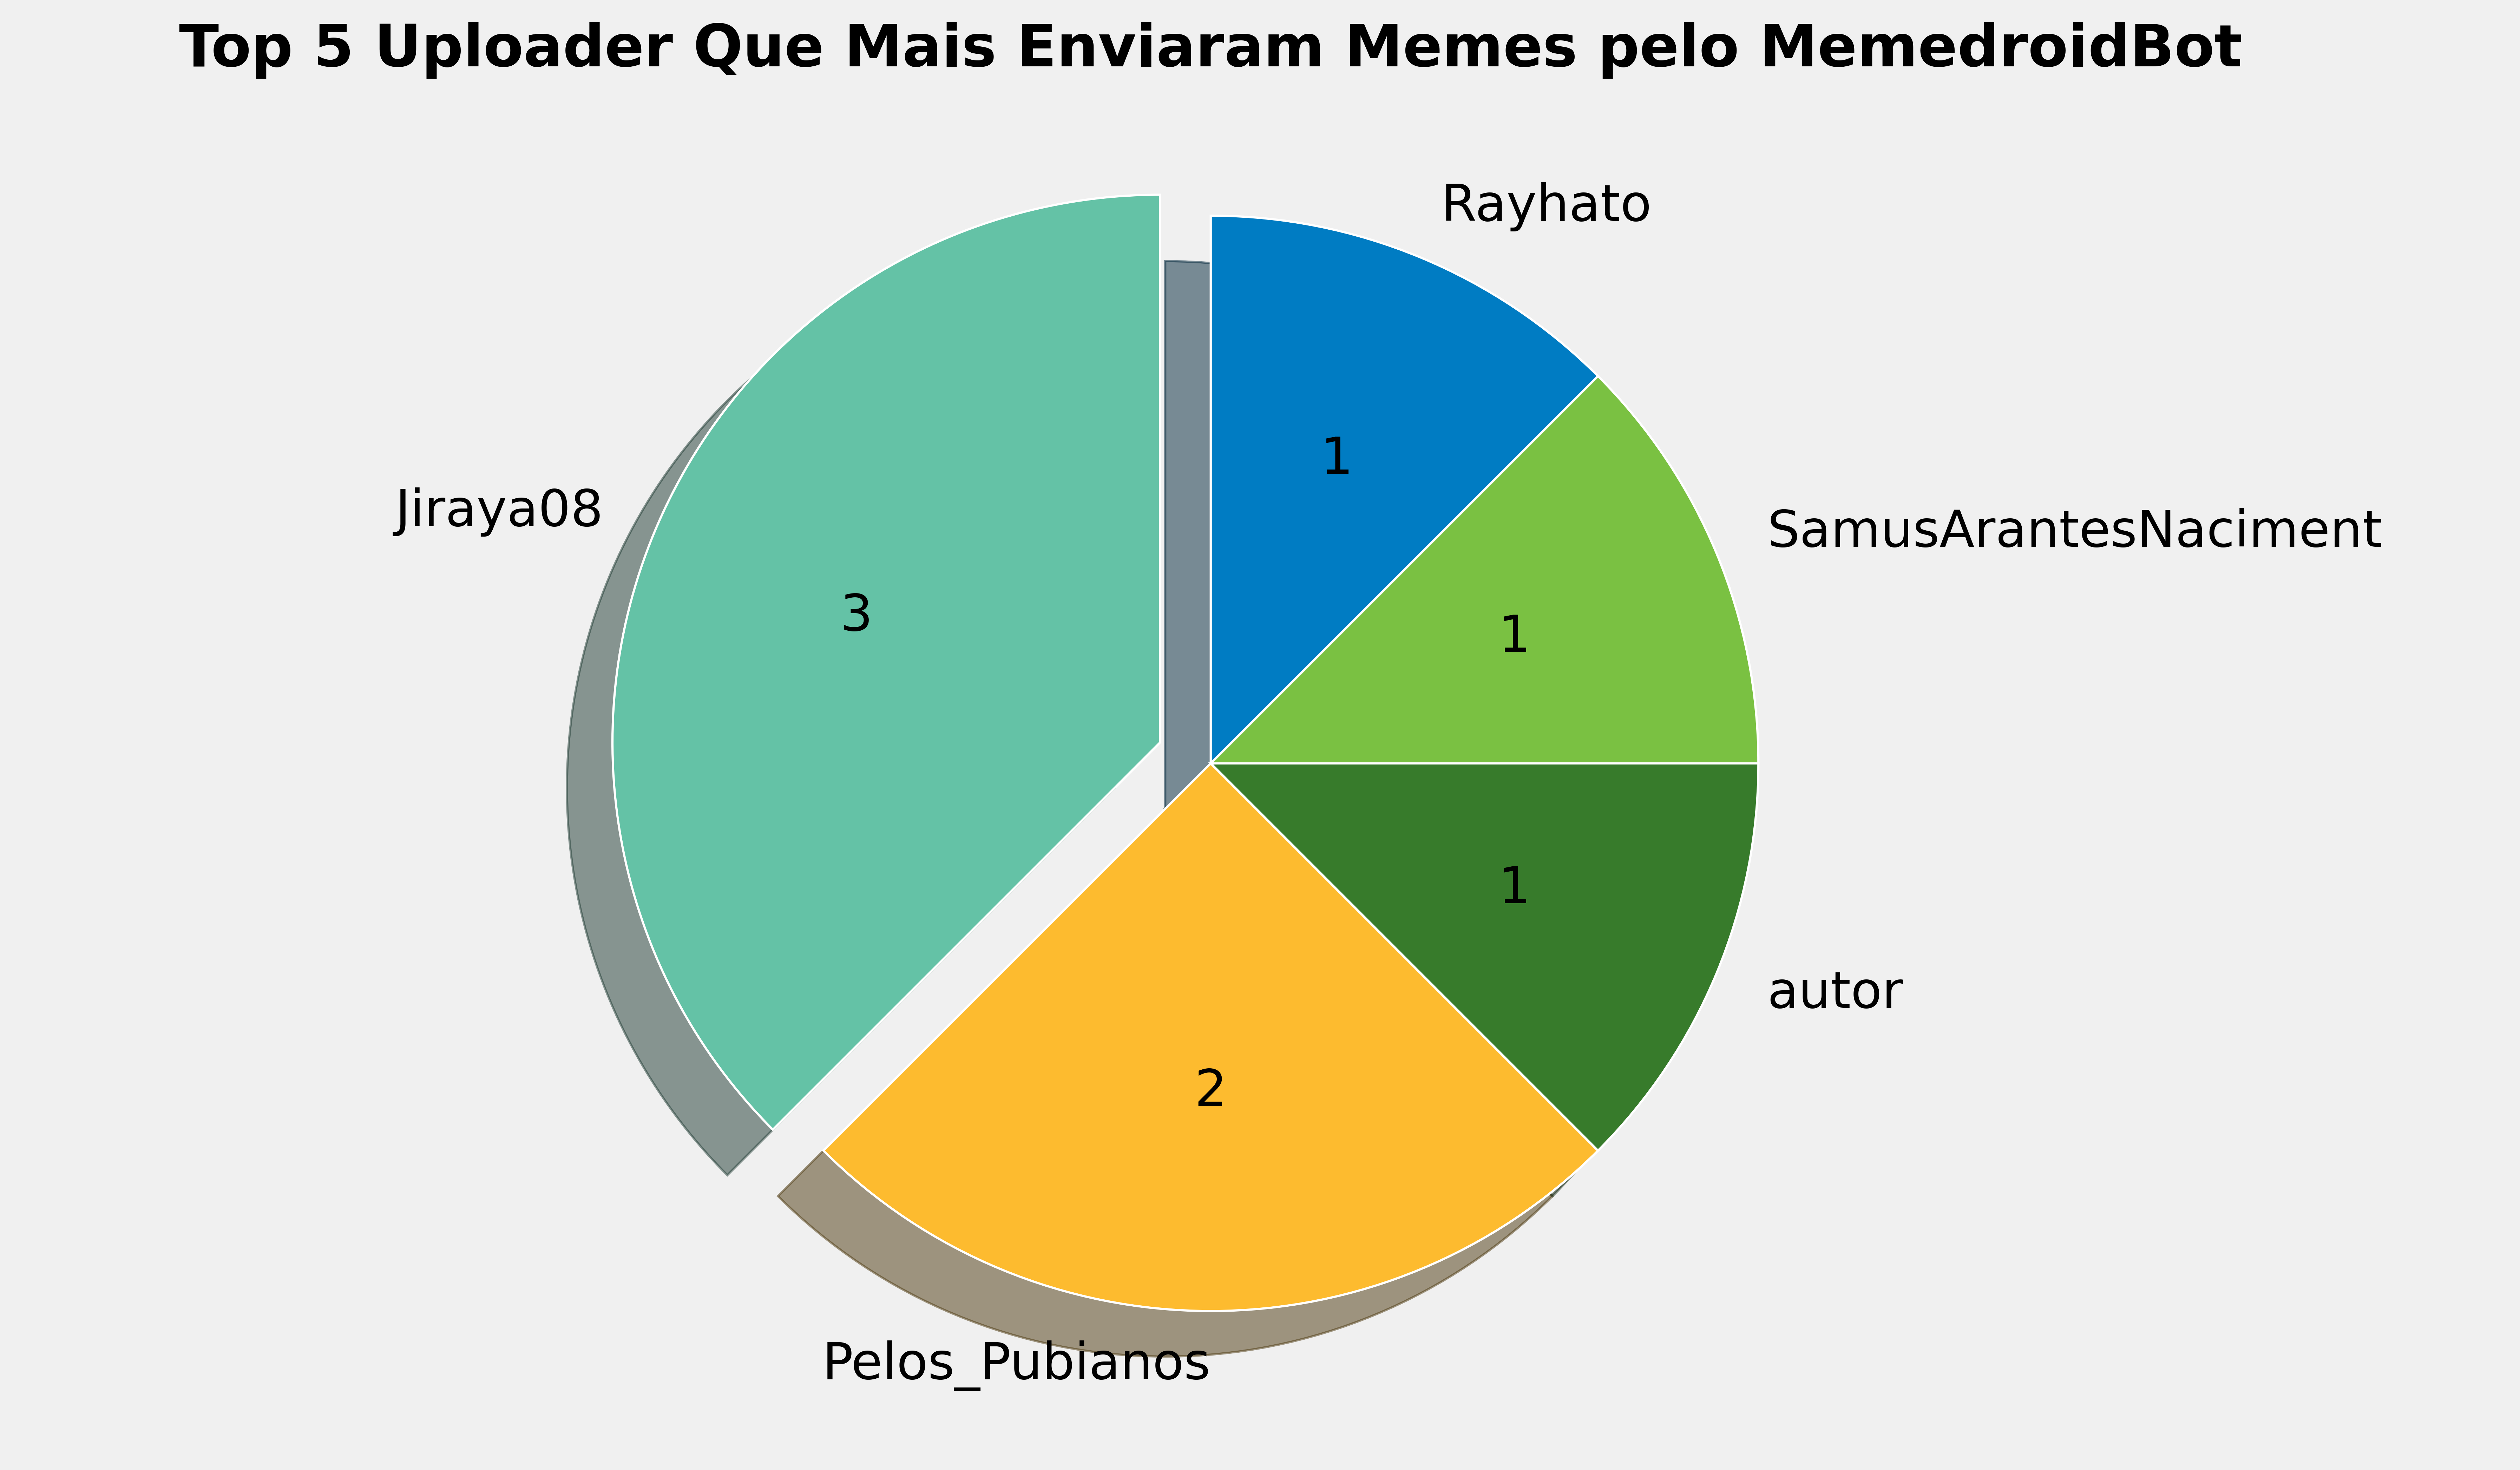 Top 5 Uploader Que Mais Enviaram Memes pelo MemedroidBot
Rayhato
1
Jiraya08
3
SamusArantesNaciment
1
1
autor
2
Pelos_Pubianos